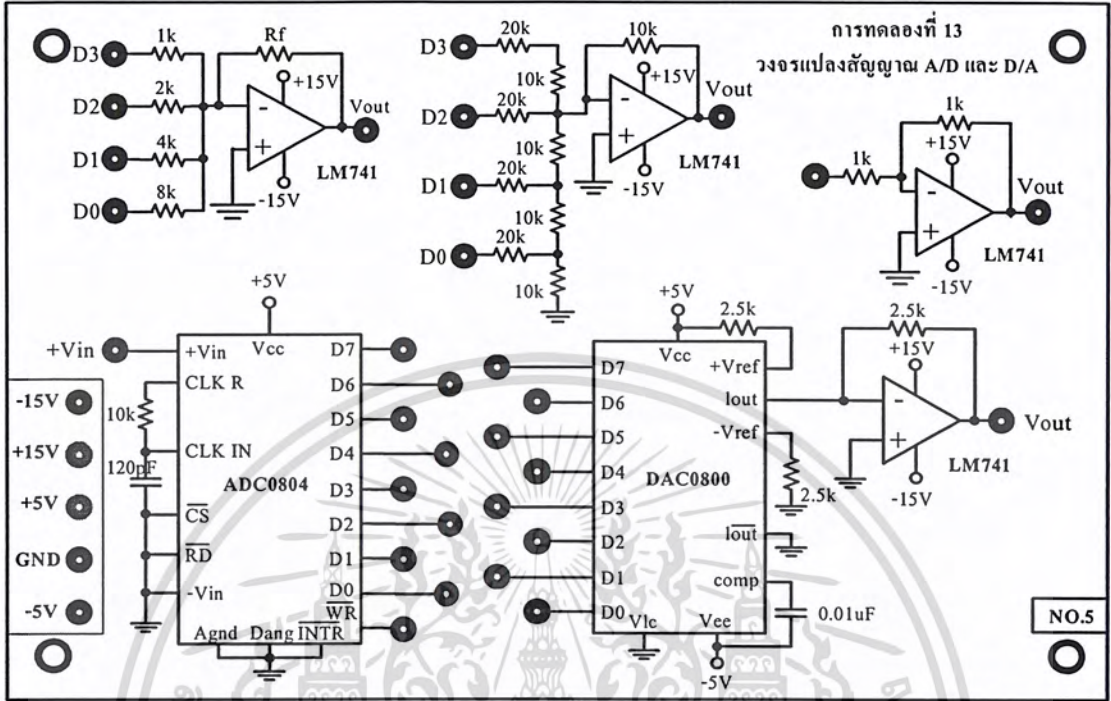 การทดลองที่ 13
วงจรแปลงสัญญาณ A/D และ D/A
D3
1k
Rf
+15V
D2
2k
-
Vout
D1
4k
+
LM741
-15V
D0
8k
D3
20k
10k
10k
+15V
D2
20k
-
Vout
10k
+
LM741
D1
20k
-15V
10k
D0
20k
10k
1k
+15V
1k
-
Vout
+
LM741
-15V
+5V
+Vin
+Vin
Vcc
D7
CLK R
D6
10k
D5
CLK IN
D4
120pF
ADC0804
D3
CS
D2
RD
D1
D0
-Vin
WR
Agnd
Dang
INTR
-15V
+15V
+5V
GND
-5V
+5V
2.5k
Vcc
D7
+Vref
D6
Iout
D5
-Vref
D4
DAC0800
2.5k
D3
D2
Iout
D1
comp
D0
0.01uF
Vlc
Vee
-5V
2.5k
+15V
-
Vout
+
LM741
-15V
NO.5